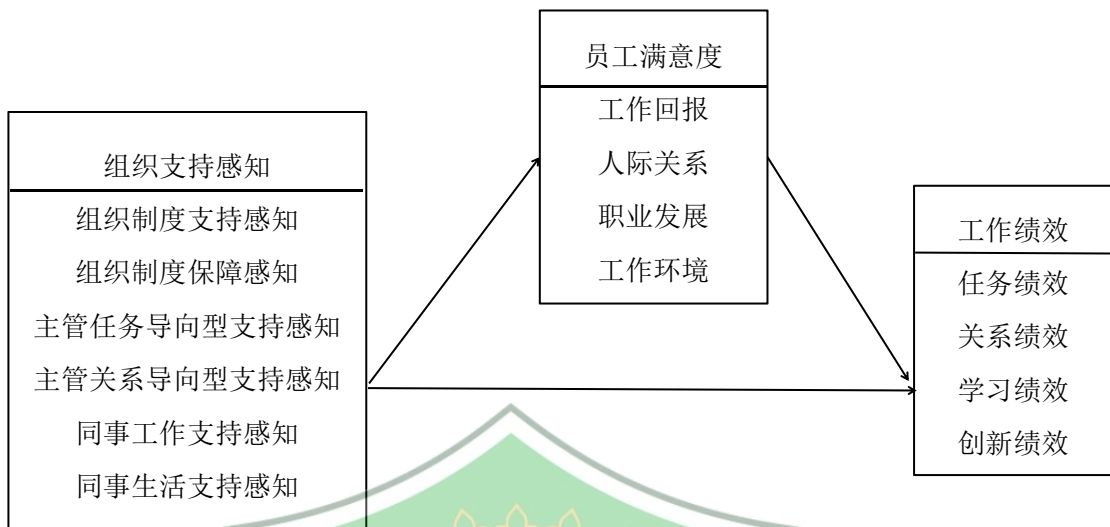 组织支持感知
组织制度支持感知
组织制度保障感知
主管任务导向型支持感知
主管关系导向型支持感知
同事工作支持感知
同事生活支持感知
员工满意度
工作回报
人际关系
职业发展
工作环境
工作绩效
任务绩效
关系绩效
学习绩效
创新绩效